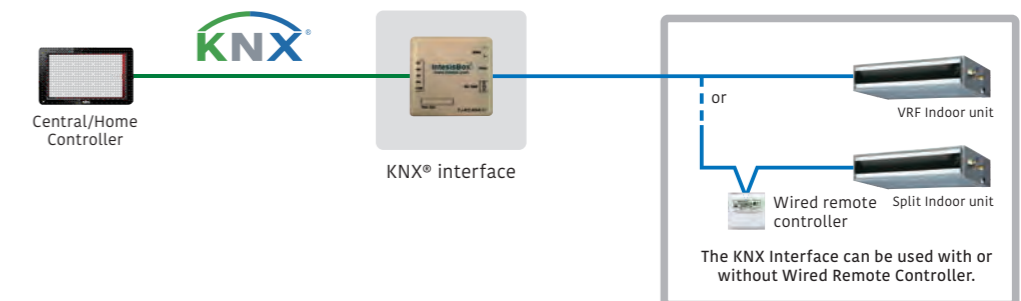 KNX®
Central/Home
Controller
IntesisBox
KNX® interface
or
VRF Indoor unit
Wired remote
controller
Split Indoor unit
The KNX Interface can be used with or
without Wired Remote Controller.